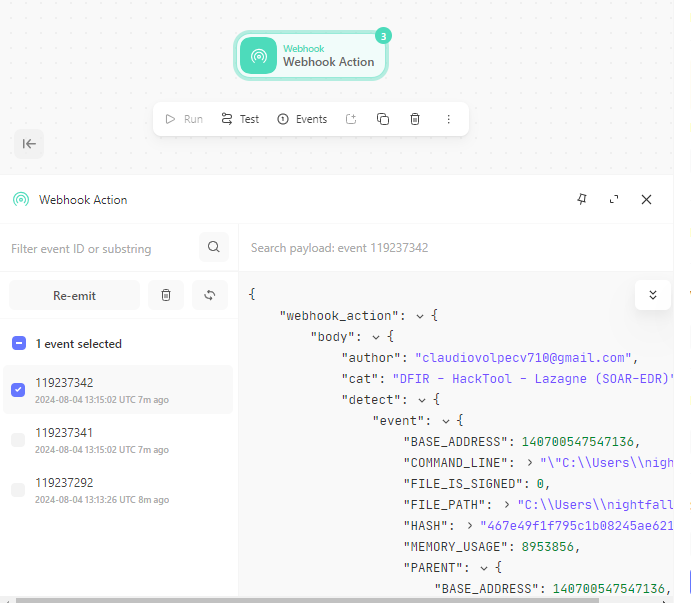 3
Webhook
Webhook Action
Run
Test
Events
Webhook Action
Filter event ID or substring
Search payload: event 119237342
Re-emit
1 event selected
119237342
2024-08-04 13:15:02 UTC 7m ago
119237341
2024-08-04 13:15:02 UTC 7m ago
119237292
2024-08-04 13:13:26 UTC 8m ago
{
"webhook_action": {
"body": {
"author": "claudiovolpecv710@gmail.com",
"cat": "DFIR - HackTool - Lazagne (SOAR-EDR)"
"detect": {
"event": {
"BASE_ADDRESS": 140700547547136,
"COMMAND_LINE": "\"C:\\Users\\nigh
"FILE_IS_SIGNED": 0,
"FILE_PATH": "C:\\Users\\nightfall
"HASH": "467e49f1f795c1b08245ae621
"MEMORY_USAGE": 8953856,
"PARENT": {
"BASE_ADDRESS": 140700547547136,